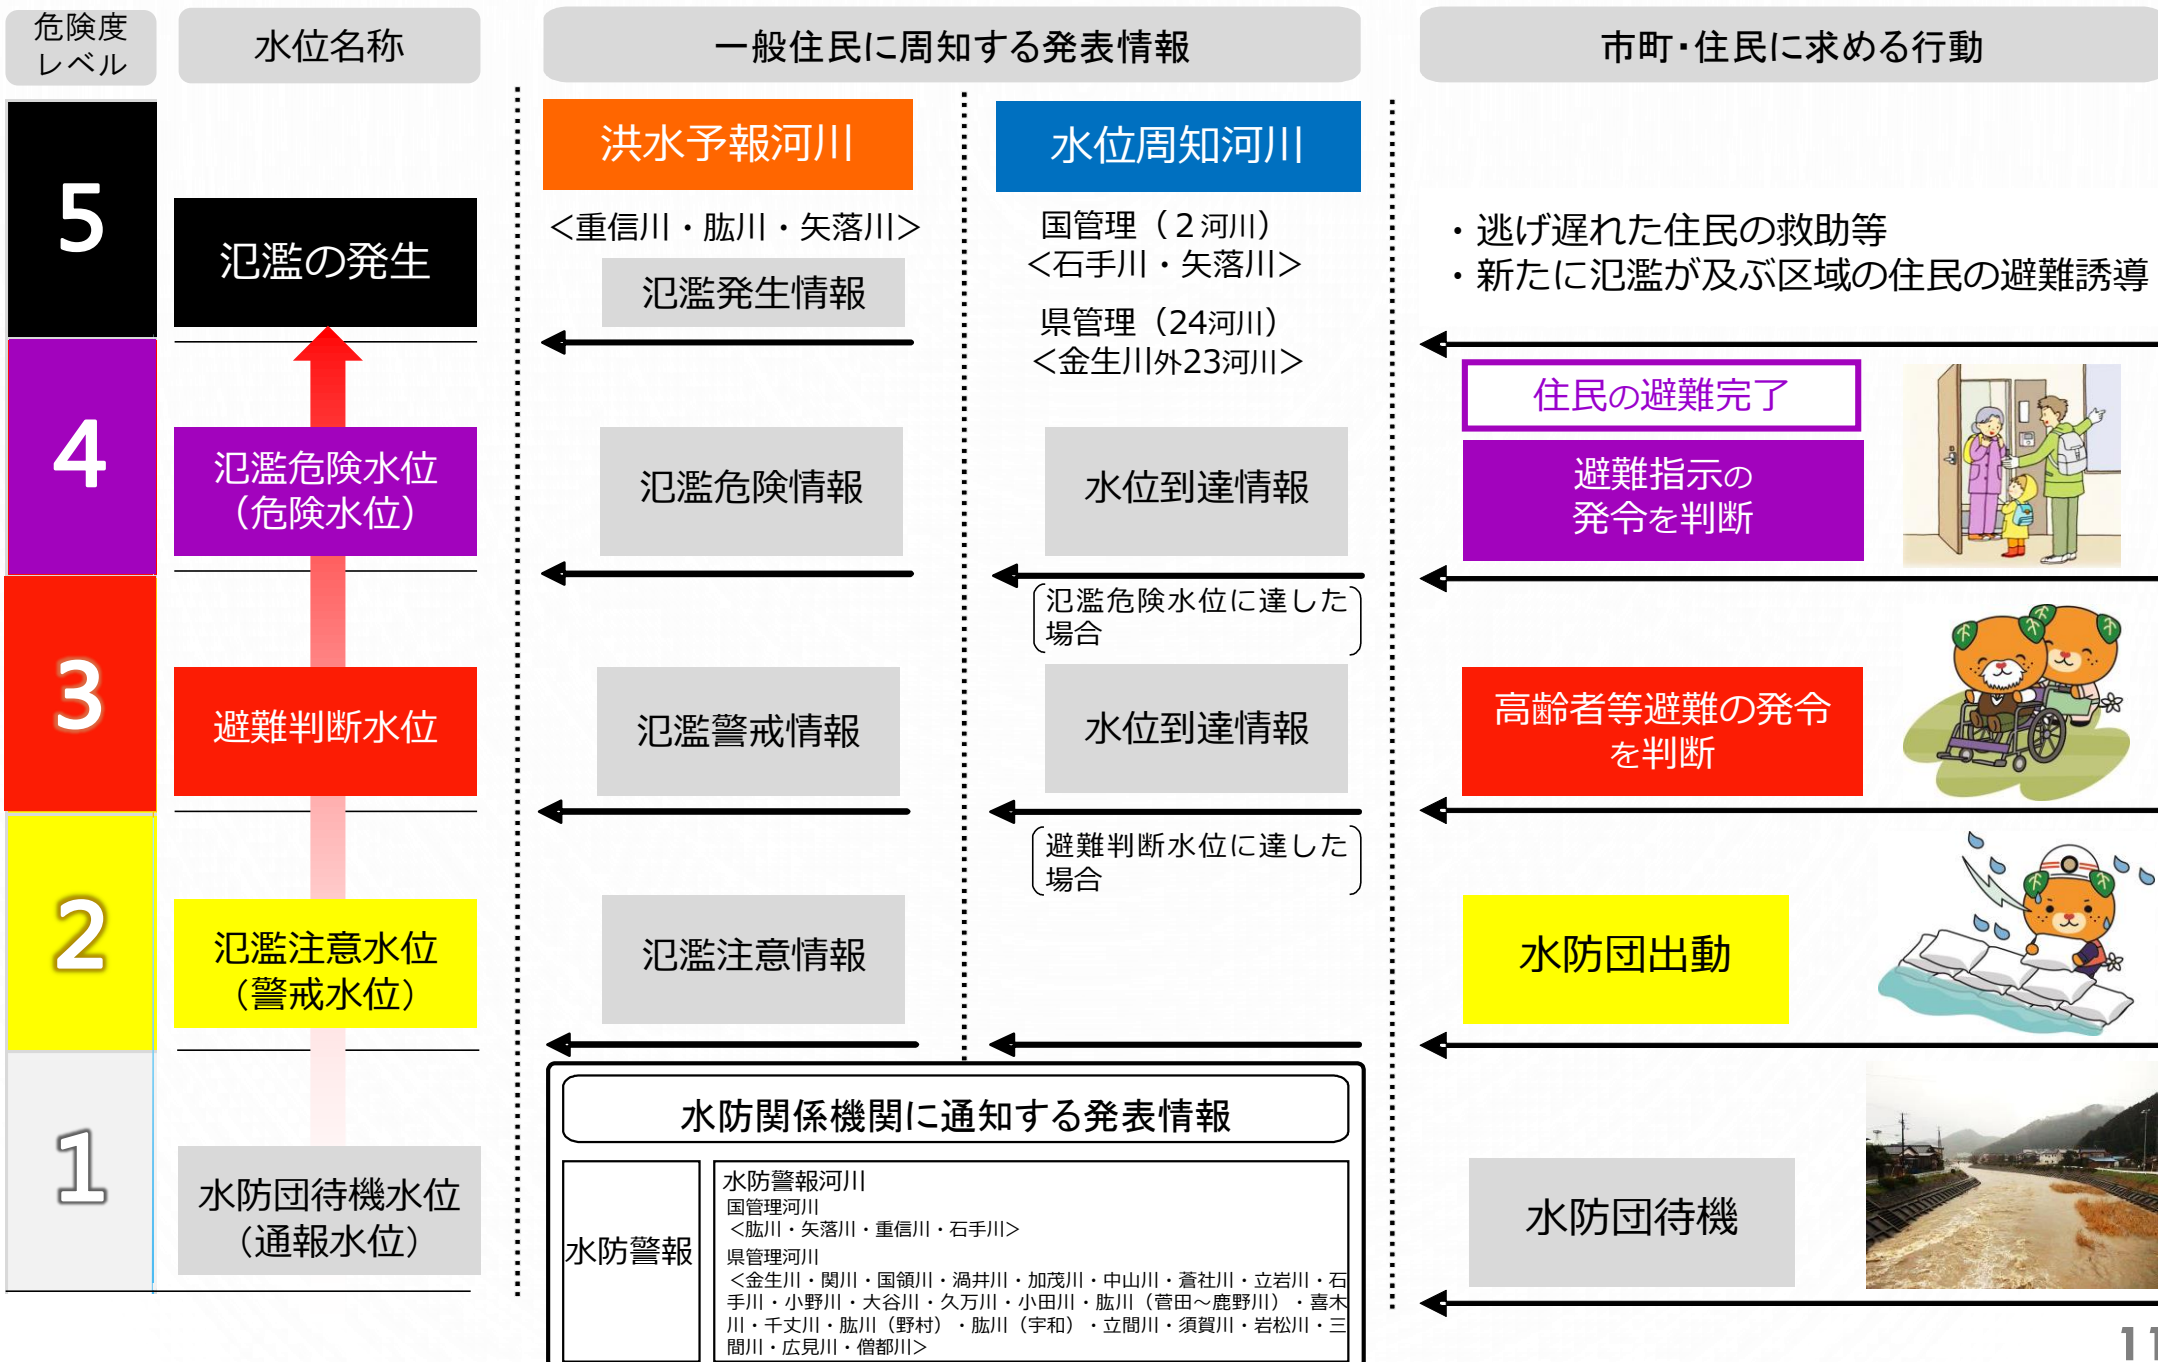 危険度
レベル
水位名称
一般住民に周知する発表情報
市町・住民に求める行動
5
氾濫の発生
洪水予報河川
<重信川・肱川・矢落川>
氾濫発生情報
水位周知河川
国管理（２河川）
<石手川・矢落川>
県管理（24河川）
<金生川外23河川>
・逃げ遅れた住民の救助等
・新たに氾濫が及ぶ区域の住民の避難誘導
4
氾濫危険水位
（危険水位）
氾濫危険情報
水位到達情報
氾濫危険水位に達した
場合
住民の避難完了
避難指示の
発令を判断
3
避難判断水位
氾濫警戒情報
水位到達情報
避難判断水位に達した
場合
高齢者等避難の発令
を判断
2
氾濫注意水位
（警戒水位）
氾濫注意情報
水防団出動
1
水防団待機水位
（通報水位）
水防関係機関に通知する発表情報
水防警報
水防警報河川
国管理河川
<肱川・矢落川・重信川・石手川>
県管理河川
<金生川・関川・国領川・渦井川・加茂川・中山川・蒼社川・立岩川・石
手川・小野川・大谷川・久万川・小田川・肱川（菅田～鹿野川）・喜木
川・千丈川・肱川（野村）・肱川（宇和）・立間川・須賀川・岩松川・三
間川・広見川・僧都川>
水防団待機
11